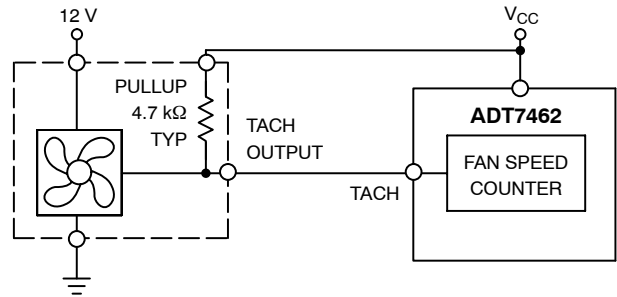 12 V
VCC
PULLUP
4.7 kΩ
TYP
TACH
OUTPUT
TACH
ADT7462
FAN SPEED
COUNTER